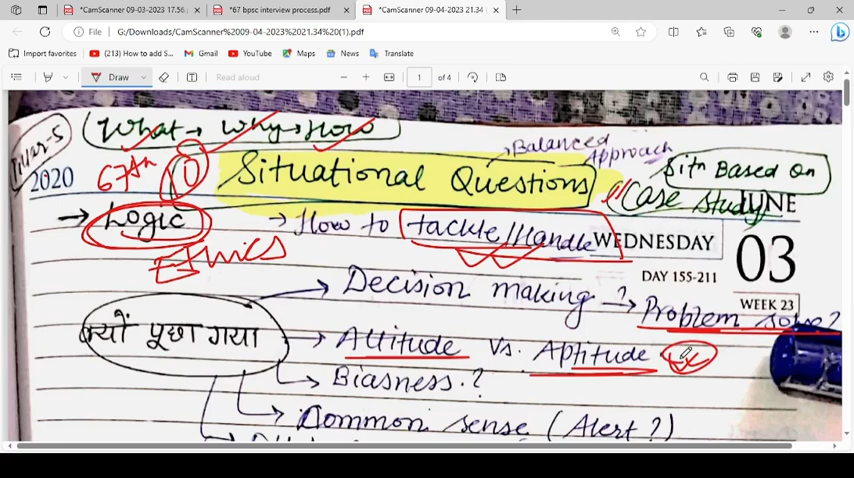 *CamScanner 09-03-2023 17.56.p
*67 bpsc interview process.pdf
*CamScanner 09-04-2023 21.34
File
G:/Downloads/CamScanner%2009-04-2023%2021.34%20(1).pdf
Import favorites
(213) How to add S...
Gmail
YouTube
Maps
News
Translate
Draw
Read aloud
1 of 4
What → Why → How
Balanced Approach
2020 67th (1) Situational Questions
Sitn Based on
Case study
JUNE
→ Logic → How to tackle/Handle
WEDNESDAY 03
Ethics
DAY 155-211
WEEK 23
→ Decision making → ? Problem solve?
क्यों पूछा गया → Attitude vs. Aptitude
→ Biasness.?
→ Common sense (Alert?)